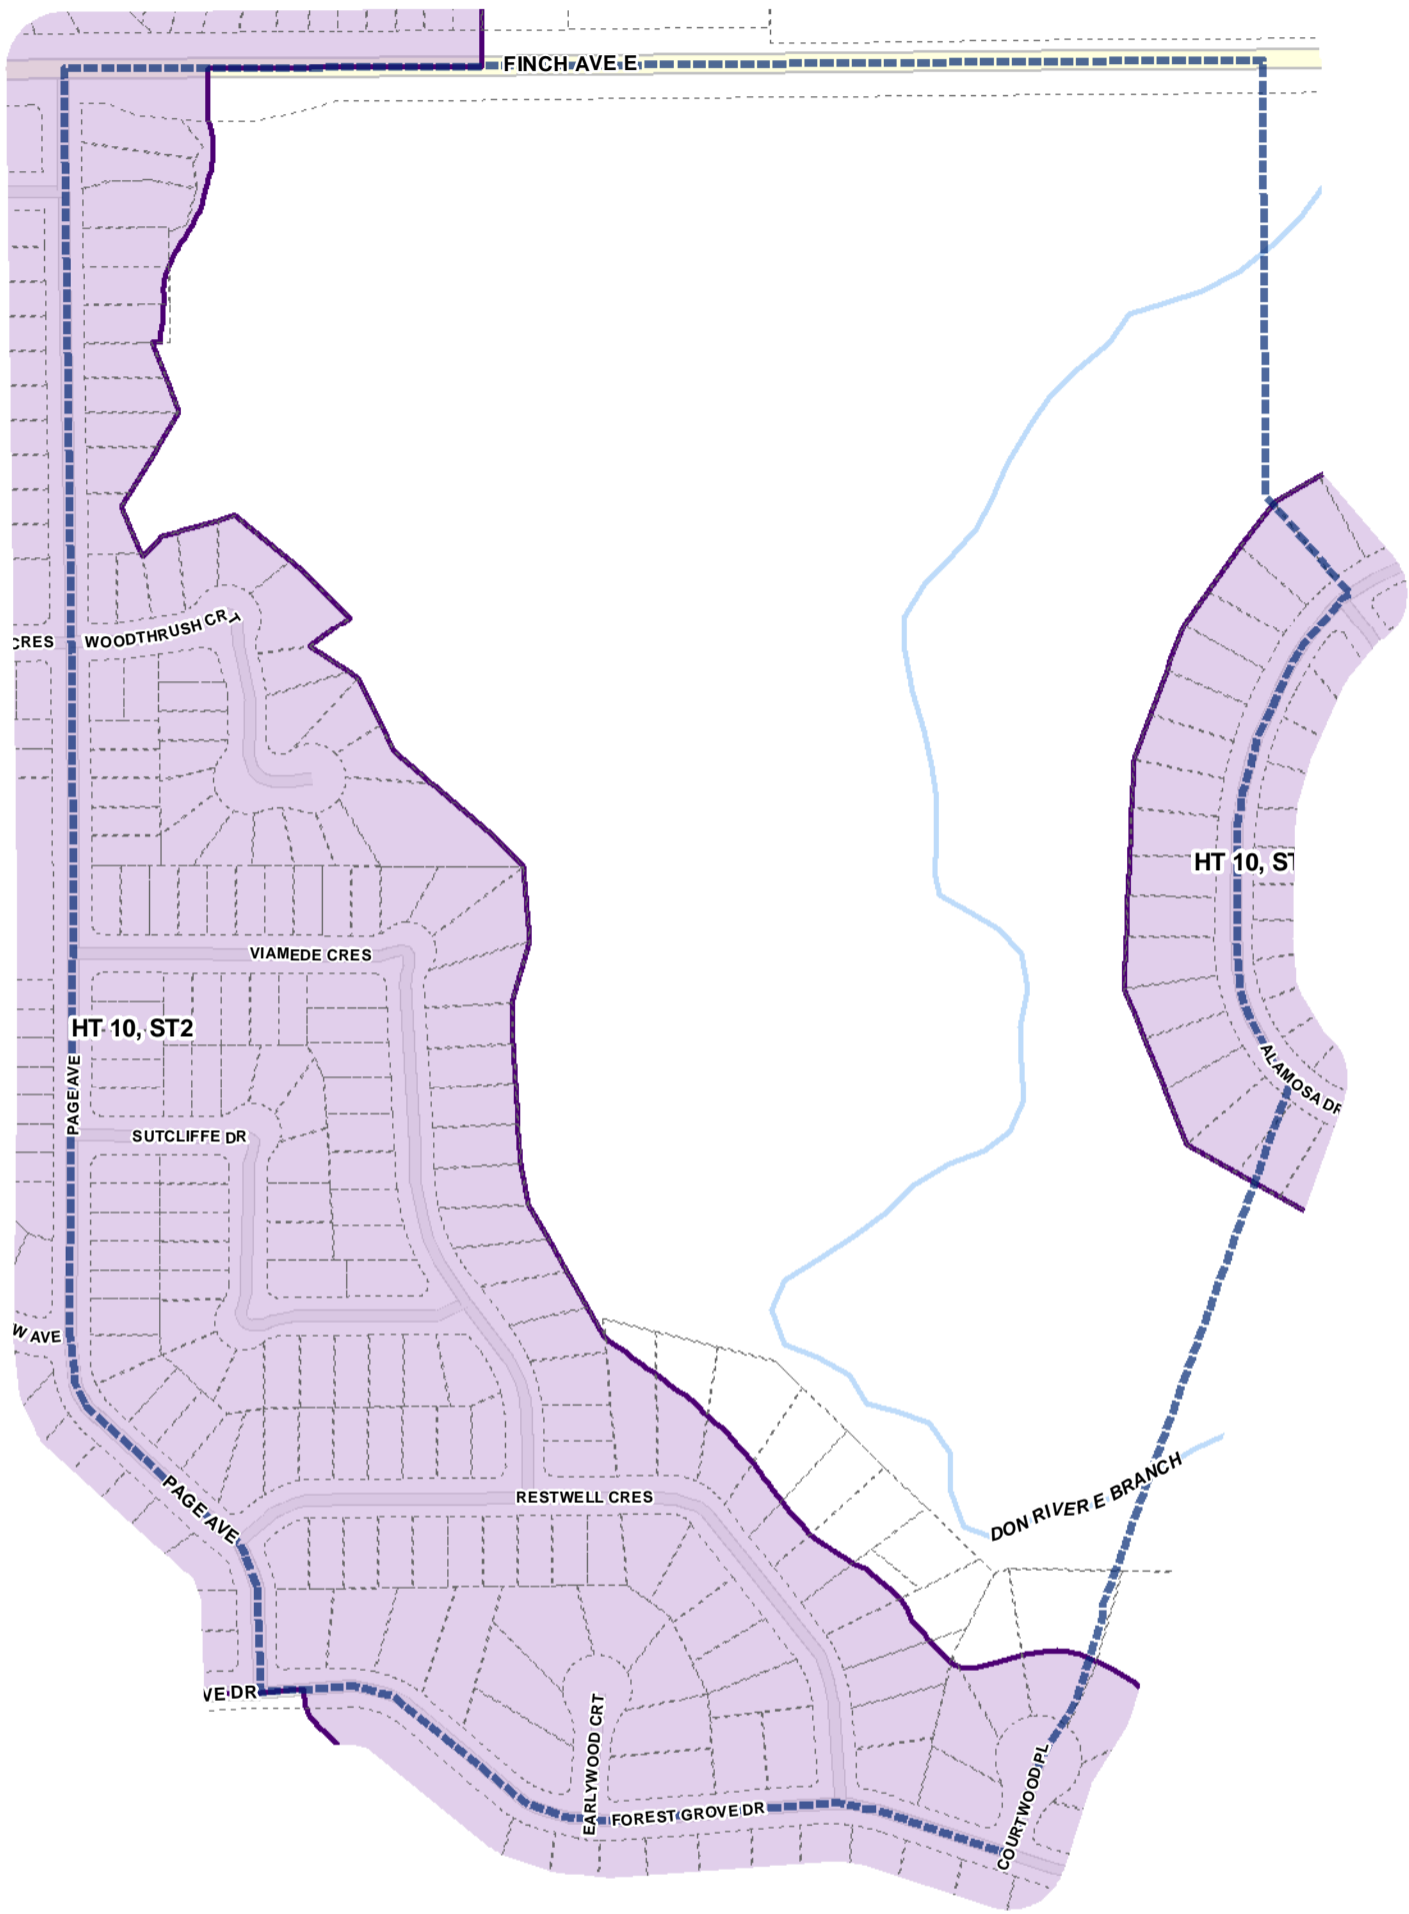 FINCH AVE E
CRES
WOODTHRUSH CRT
HT 10, ST
VIAMEDE CRES
HT 10, ST2
PAGE AVE
ALAMOSA DR
SUTCLIFFE DR
W AVE
PAGE AVE
RESTWELL CRES
DON RIVER E BRANCH
VE DR
EARLYWOOD CRT
FOREST GROVE DR
COURTWOOD PL